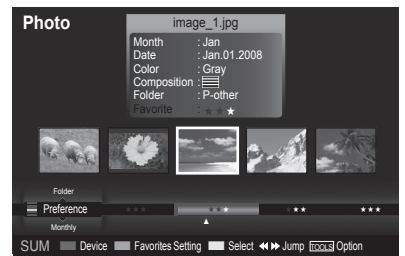 Photo
image_1.jpg
Month : Jan
Date : Jan.01.2008
Color : Gray
Composition :
Folder : P-other
Favorite : ★★★
Folder
Preference ★★★ ★★★ ★★★ ★★★
Monthly
SUM Device Favorites Setting Select ◄◄ ►► Jump TOOLS Option